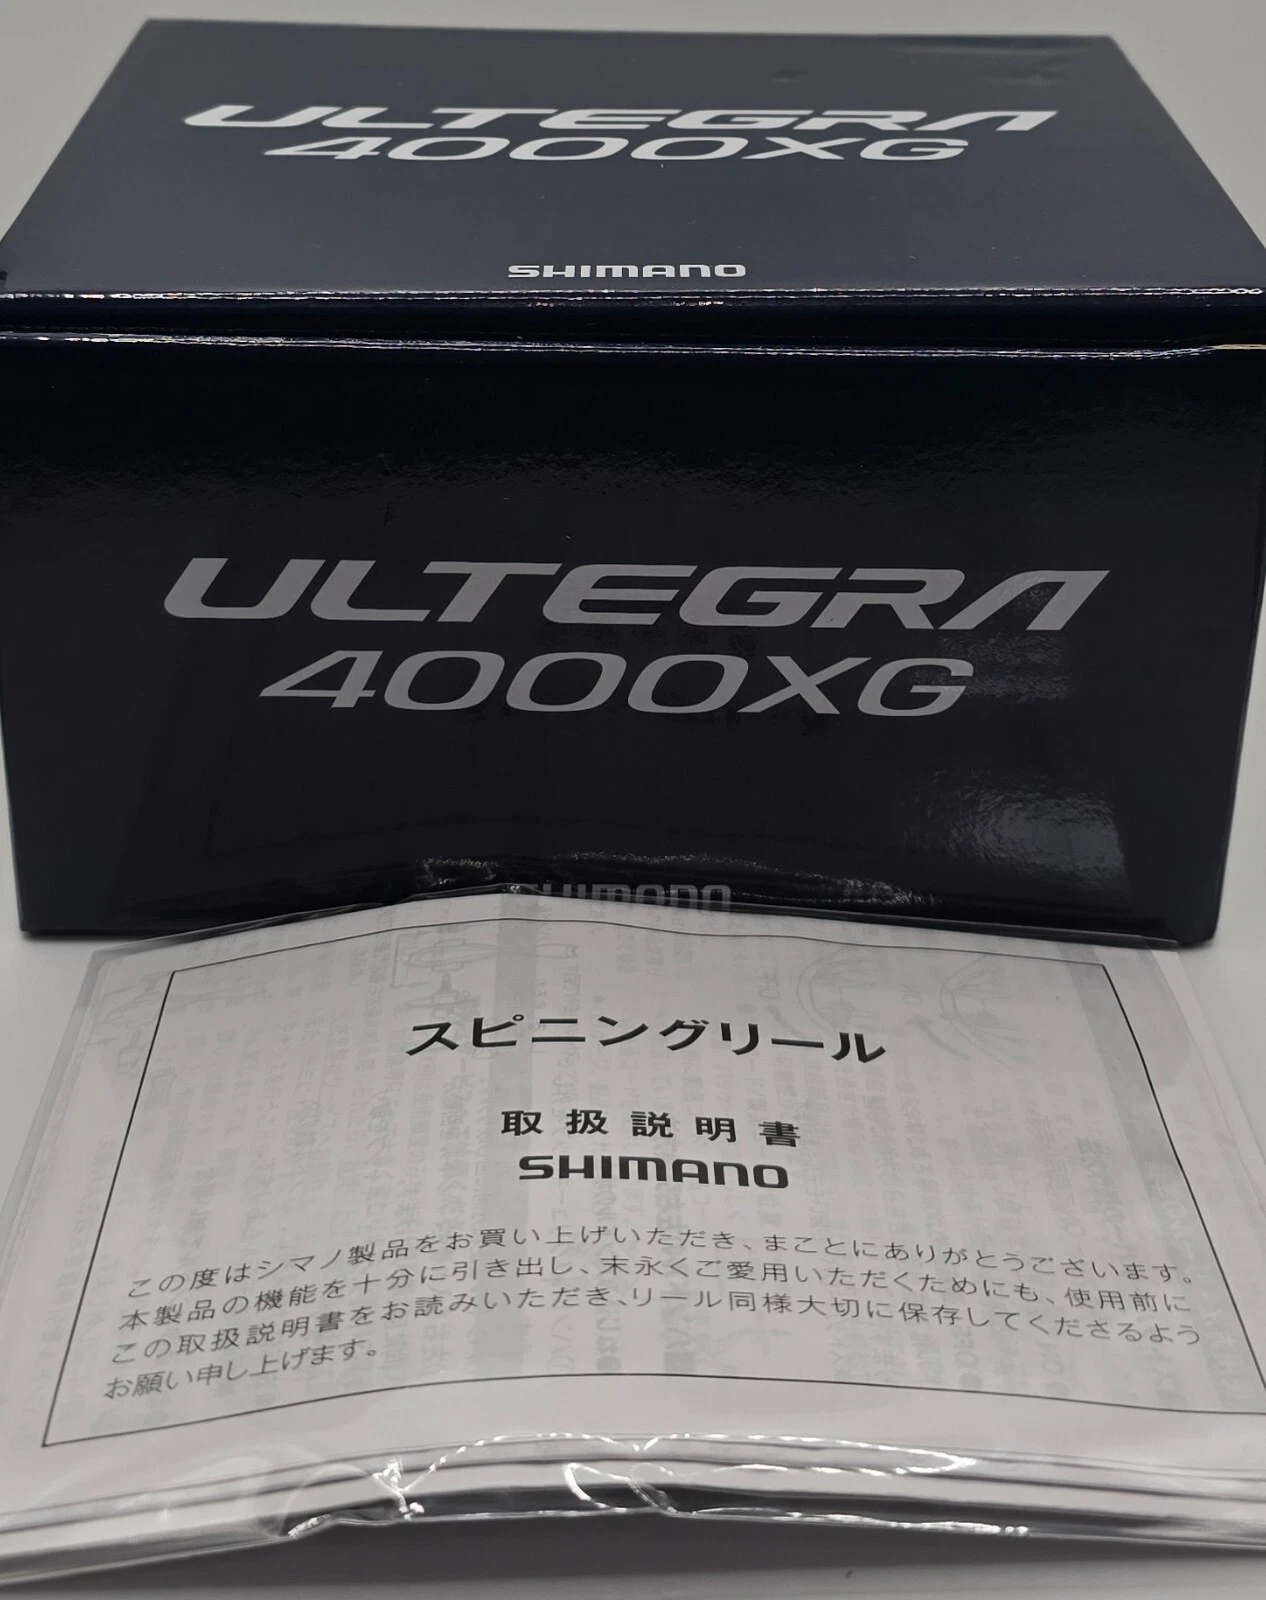 ULTEGRA
4000XG
SHIMANO
ULTEGRA
4000XG
SHIMANO
スピニングリール
取扱説明書
SHIMANO
この度はシマノ製品をお買い上げいただき、まことにありがとうございます。
本製品の機能を十分に引き出し、末永くご愛用いただくためにも、使用前に
この取扱説明書をお読みいただき、リール同様大切に保存してくださるよう
お願い申し上げます。